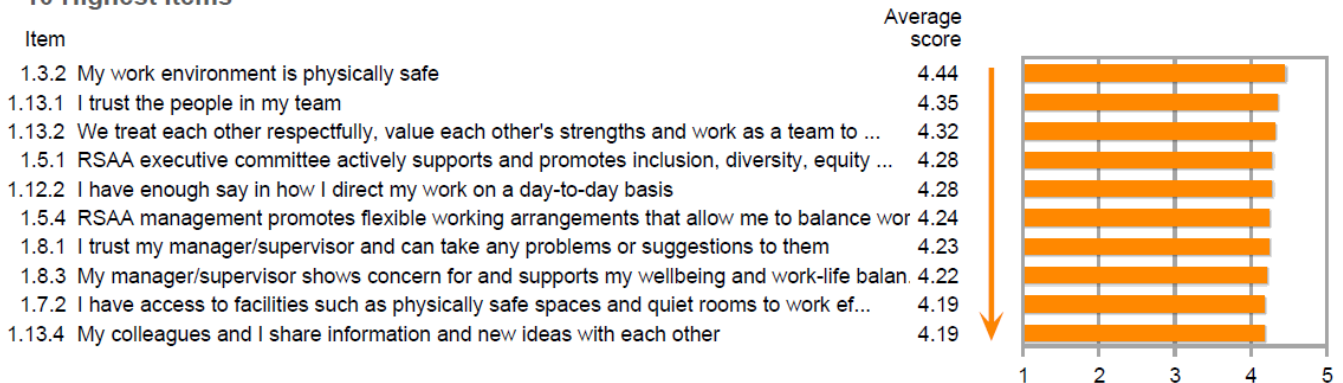 10 Highest Items
Average
Item score
1.3.2 My work environment is physically safe 4.44
1.13.1 I trust the people in my team 4.35
1.13.2 We treat each other respectfully, value each other's strengths and work as a team to ... 4.32
1.5.1 RSAA executive committee actively supports and promotes inclusion, diversity, equity ... 4.28
1.12.2 I have enough say in how I direct my work on a day-to-day basis 4.28
1.5.4 RSAA management promotes flexible working arrangements that allow me to balance wor 4.24
1.8.1 I trust my manager/supervisor and can take any problems or suggestions to them 4.23
1.8.3 My manager/supervisor shows concern for and supports my wellbeing and work-life balan. 4.22
1.7.2 I have access to facilities such as physically safe spaces and quiet rooms to work ef... 4.19
1.13.4 My colleagues and I share information and new ideas with each other 4.19
1 2 3 4 5